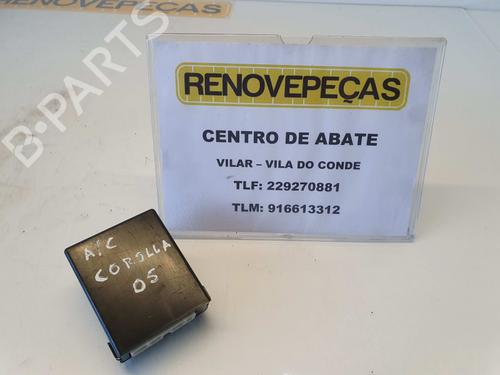 RENOVEPEÇAS
B-PARTS
RENOVEPEÇAS
CENTRO DE ABATE
VILAR – VILA DO CONDE
TLF: 229270881
TLM: 916613312
A/C
COROLLA
05